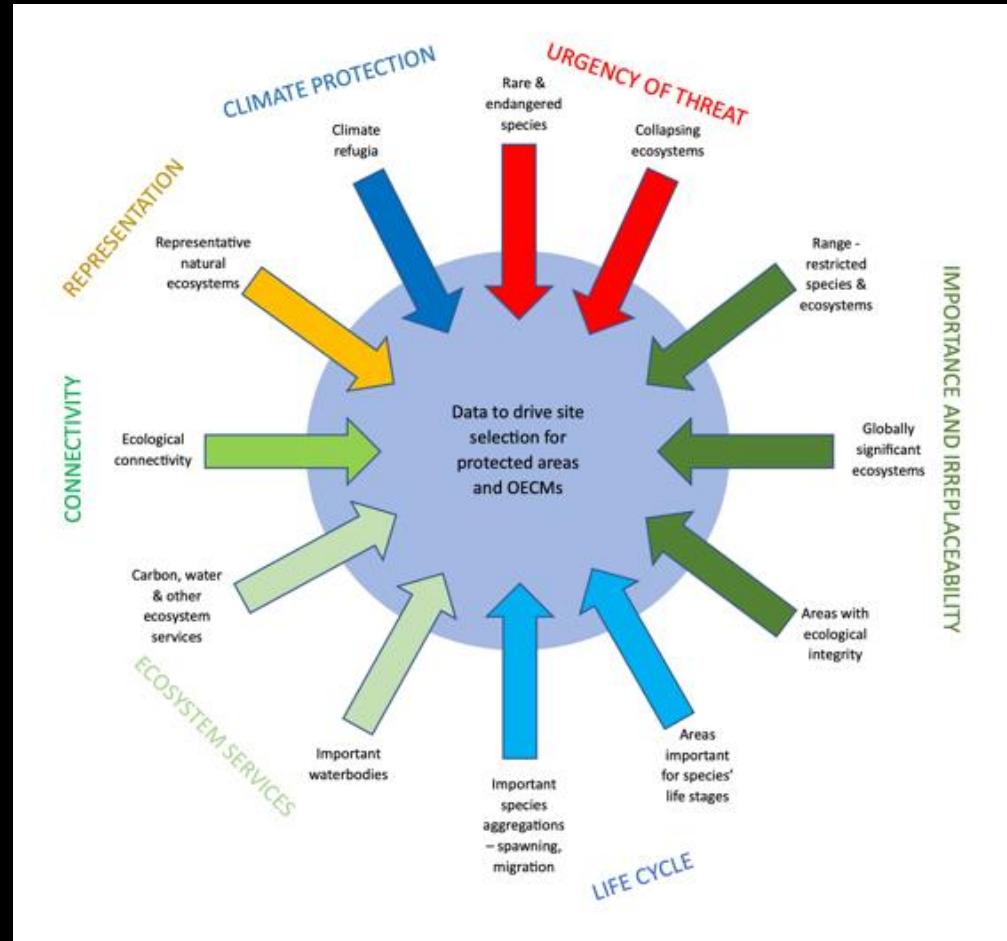 CLIMATE PROTECTION
URGENCY OF THREAT
Rare &
endangered
species
Climate
refugia
Collapsing
ecosystems
REPRESENTATION
Representative
natural
ecosystems
Range -
restricted
species &
ecosystems
IMPORTANCE AND IRREPLACEABILITY
CONNECTIVITY
Ecological
connectivity
Data to drive site
selection for
protected areas
and OECMs
Globally
significant
ecosystems
Carbon, water
& other
ecosystem
services
Areas with
ecological
integrity
ECOSYSTEM SERVICES
Important
waterbodies
Important
species
aggregations
– spawning,
migration
Areas
important
for species’
life stages
LIFE CYCLE